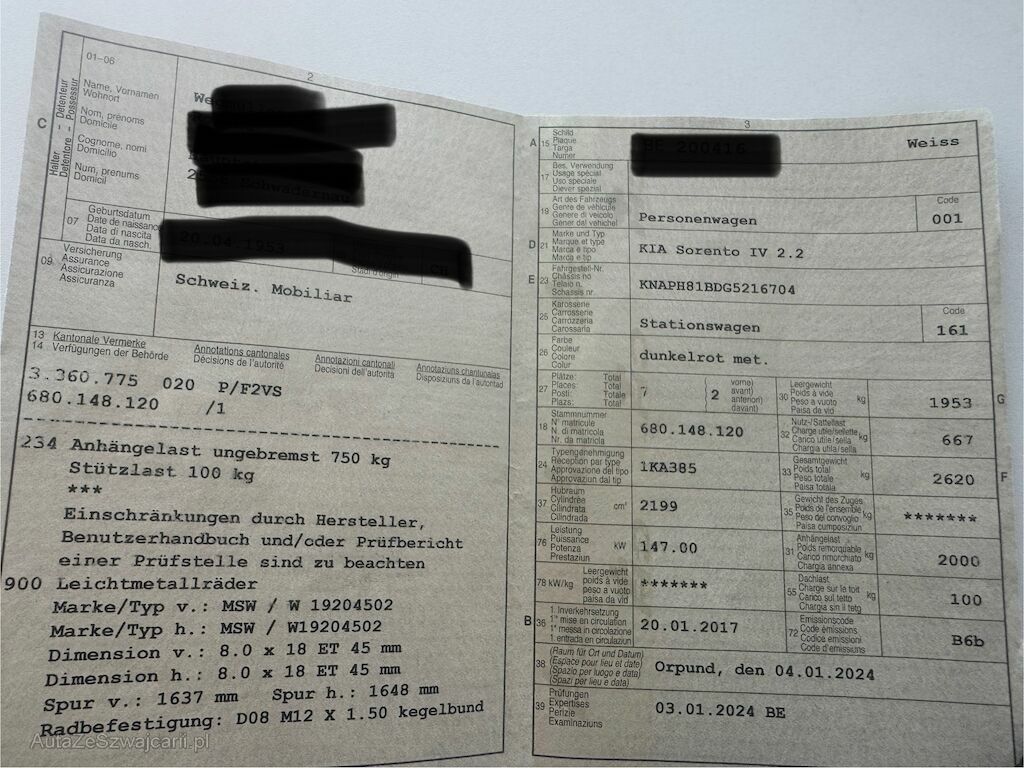 2
01-06
C
Halter
Détenteur
Detentore
Possessur
Name, Vornamen
Wohnort
Nom, prénoms
Domicile
Cognome, nomi
Domicilio
Num, prenums
Domicil
07
Geburtsdatum
Date de naissance
Data di nascita
Data da nasch.
09
Versicherung
Assurance
Assicurazione
Assicuranza
Schweiz. Mobiliar
13 Kantonale Vermerke
14 Verfügungen der Behörde
Annotations cantonales
Décisions de l'autorité
Annotazioni cantonali
Decisioni dell'autorità
Annotaziuns chantunalas
Disposiziuns da l'autoritad
3.360.775 020 P/F2VS
680.148.120 /1
234 Anhängelast ungebremst 750 kg
Stützlast 100 kg
***
Einschränkungen durch Hersteller,
Benutzerhandbuch und/oder Prüfbericht
einer Prüfstelle sind zu beachten
900 Leichtmetallräder
Marke/Typ v.: MSW / W 19204502
Marke/Typ h.: MSW / W19204502
Dimension v.: 8.0 x 18 ET 45 mm
Dimension h.: 8.0 x 18 ET 45 mm
Spur v.: 1637 mm Spur h.: 1648 mm
Radbefestigung: D08 M12 X 1.50 kegelbund
AutaZeSzwajcarii.pl
3
A 15
Schild
Plaque
Targa
Numer
Weiss
17
Bes. Verwendung
Usage spécial
Uso speciale
Diever spezial
19
Art des Fahrzeugs
Genre de véhicule
Genere di veicolo
Gener dal vehichel
Personenwagen
Code
001
D 21
Marke und Typ
Marque et type
Marca e tipo
Marca e tip
KIA Sorento IV 2.2
E 23
Fahrgestell-Nr.
Châssis no
Telaio n.
Schassis nr.
KNAPH81BDG5216704
25
Karosserie
Carrosserie
Carrozzeria
Carossaria
Stationswagen
Code
161
26
Farbe
Couleur
Colore
Colur
dunkelrot met.
27
Plätze: Total
Places: Total
Posti: Totale
Plazs: Total
7
2
vorne)
avant)
anteriori)
davant)
30
Leergewicht
Poids à vide
Peso a vuoto
Paisa da vid
kg
1953
G
18
Stammnummer
N° matricule
N. di matricola
Nr. da matricla
680.148.120
32
Nutz-/Sattellast
Charge utile/sellette
Carico utile/sella
Chargia utila/sella
kg
667
24
Typengenehmigung
Réception par type
Approvazione del tipo
Approvaziun dal tip
1KA385
33
Gesamtgewicht
Poids total
Peso totale
Paisa totala
kg
2620
F
37
Hubraum
Cylindrée
Cilindrata
Cilindrada
cm³
2199
35
Gewicht des Zuges
Poids de l'ensemble
Peso del convoglio
Paisa cumposiziun
kg
*******
76
Leistung
Puissance
Potenza
Prestaziun
kW
147.00
31
Anhängelast
Poids remorquable
Carico rimorchiato
Chargia annexa
kg
2000
78 kW/kg
Leergewicht
poids à vide
peso a vuoto
paisa da vid
*******
55
Dachlast
Charge sur le toit
Carico sul tetto
Chargia sin il tetg
kg
100
B 36
1. Inverkehrsetzung
1re mise en circulation
1a messa in circolazione
1. entrada en circulaziun
20.01.2017
72
Emissionscode
Code émissions
Codice emissioni
Code d'emissiuns
B6b
38
(Raum für Ort und Datum)
(Espace pour lieu et date)
(Spazio per luogo e data)
(Spazi per lieu e data)
Orpund, den 04.01.2024
39
Prüfungen
Expertises
Perizie
Examinaziuns
03.01.2024 BE